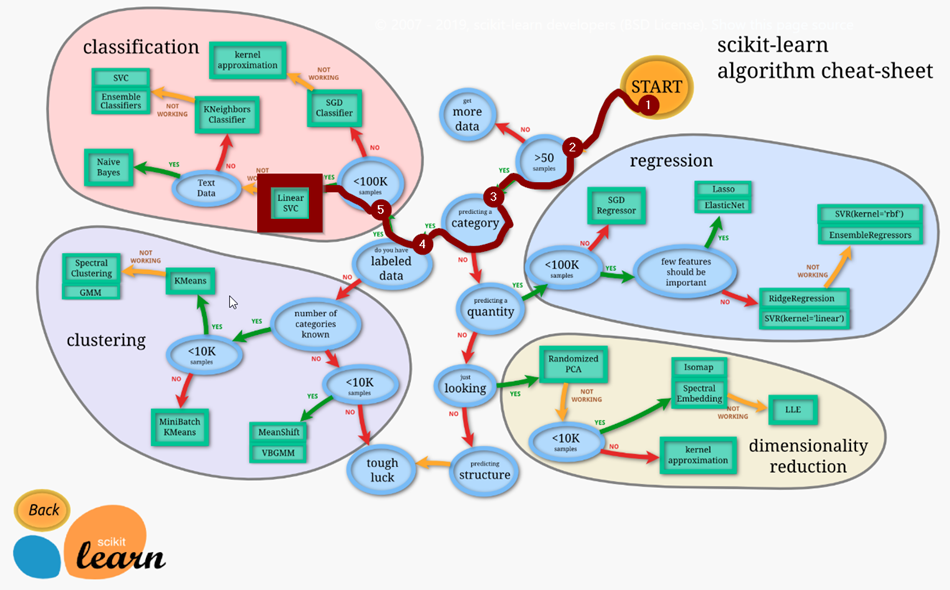 © 2007 - 2019, scikit-learn developers (BSD License). Show this page source
scikit-learn
algorithm cheat-sheet
classification
kernel
approximation
NOT
WORKING
SVC
Ensemble
Classifiers
NOT
WORKING
KNeighbors
Classifier
SGD
Classifier
NO
NO
YES
Naive
Bayes
YES
Text
Data
Linear
SVC
YES
<100K
samples
5
START
1
get
more
data
NO
>50
samples
2
YES
3
predicting a
category
YES
4
YES
do you have
labeled
data
NO
NO
regression
SGD
Regressor
Lasso
ElasticNet
SVR(kernel='rbf')
EnsembleRegressors
NO
YES
NOT
WORKING
<100K
samples
YES
few features
should be
important
NO
RidgeRegression
SVR(kernel='linear')
predicting a
quantity
YES
NO
clustering
Spectral
Clustering
GMM
NOT
WORKING
KMeans
YES
number of
categories
known
YES
<10K
samples
NO
NO
MiniBatch
KMeans
<10K
samples
YES
NO
MeanShift
VBGMM
tough
luck
just
looking
YES
NO
predicting
structure
Randomized
PCA
NOT
WORKING
Isomap
Spectral
Embedding
NOT
WORKING
LLE
<10K
samples
YES
NO
kernel
approximation
dimensionality
reduction
Back
scikit
learn